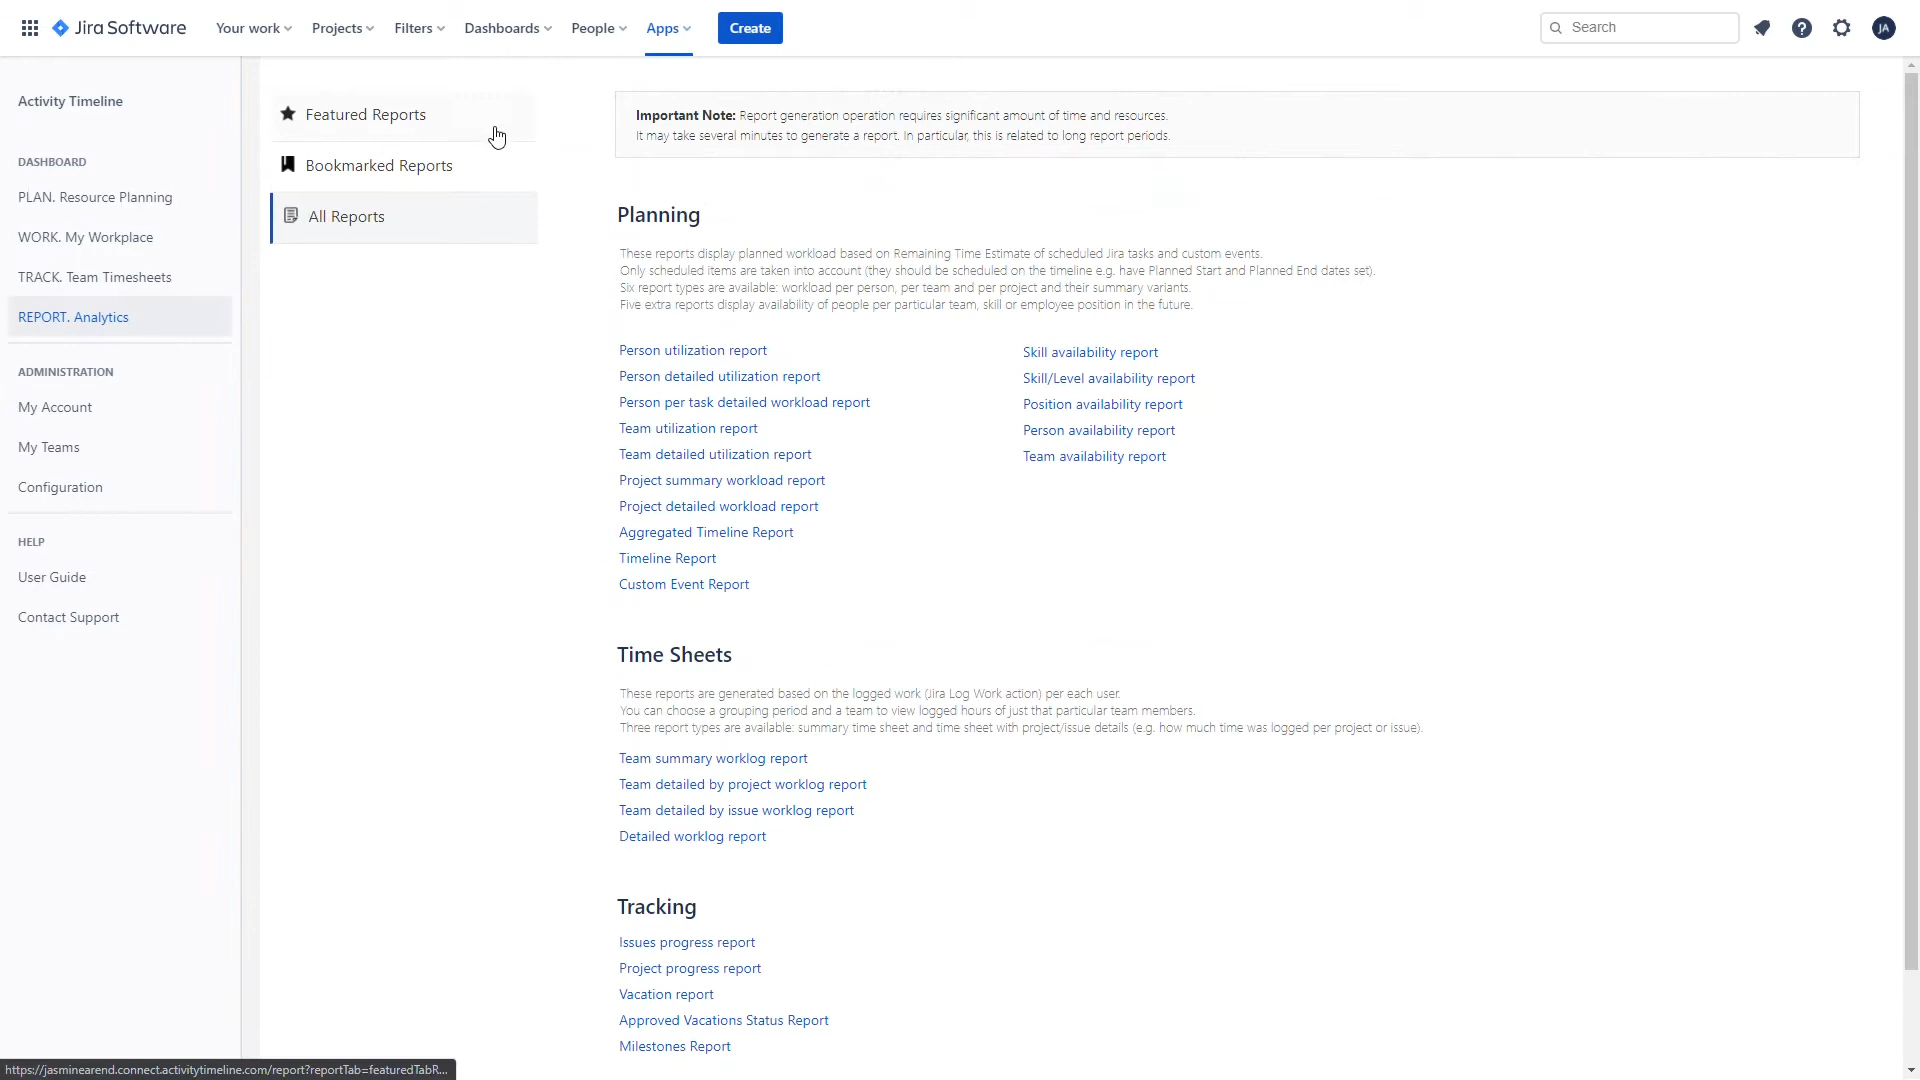 Jira Software
Your work
Projects
Filters
Dashboards
People
Apps
Create
Search
JA
Activity Timeline
DASHBOARD
PLAN. Resource Planning
WORK. My Workplace
TRACK. Team Timesheets
REPORT. Analytics
ADMINISTRATION
My Account
My Teams
Configuration
HELP
User Guide
Contact Support
Featured Reports
Bookmarked Reports
All Reports
Important Note: Report generation operation requires significant amount of time and resources.
It may take several minutes to generate a report. In particular, this is related to long report periods.
Planning
These reports display planned workload based on Remaining Time Estimate of scheduled Jira tasks and custom events.
Only scheduled items are taken into account (they should be scheduled on the timeline e.g. have Planned Start and Planned End dates set).
Six report types are available: workload per person, per team and per project and their summary variants.
Five extra reports display availability of people per particular team, skill or employee position in the future.
Person utilization report
Person detailed utilization report
Person per task detailed workload report
Team utilization report
Team detailed utilization report
Project summary workload report
Project detailed workload report
Aggregated Timeline Report
Timeline Report
Custom Event Report
Skill availability report
Skill/Level availability report
Position availability report
Person availability report
Team availability report
Time Sheets
These reports are generated based on the logged work (Jira Log Work action) per each user.
You can choose a grouping period and a team to view logged hours of just that particular team members.
Three report types are available: summary time sheet and time sheet with project/issue details (e.g. how much time was logged per project or issue).
Team summary worklog report
Team detailed by project worklog report
Team detailed by issue worklog report
Detailed worklog report
Tracking
Issues progress report
Project progress report
Vacation report
Approved Vacations Status Report
Milestones Report
https://jasminearend.connect.activitytimeline.com/report?reportTab=featuredTabR...